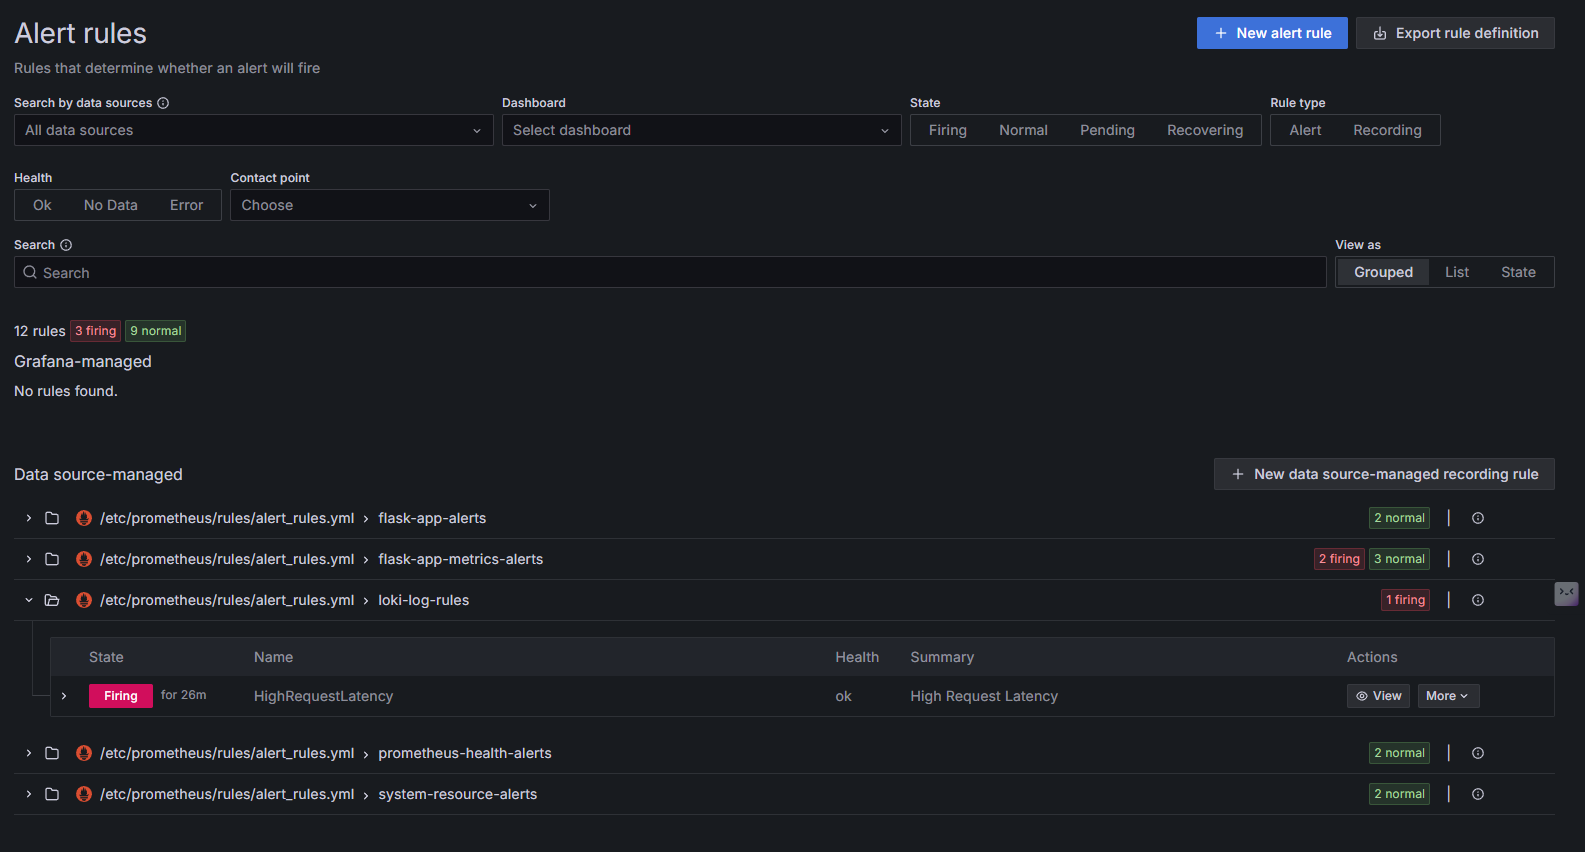 Alert rules
New alert rule
Export rule definition
Rules that determine whether an alert will fire
Search by data sources
Dashboard
State
Rule type
All data sources
Select dashboard
Firing Normal Pending Recovering
Alert Recording
Health
Contact point
Ok No Data Error
Choose
Search
View as
Search
Grouped List State
12 rules 3 firing 9 normal
Grafana-managed
No rules found.
Data source-managed
New data source-managed recording rule
/etc/prometheus/rules/alert_rules.yml › flask-app-alerts 2 normal
/etc/prometheus/rules/alert_rules.yml › flask-app-metrics-alerts 2 firing 3 normal
/etc/prometheus/rules/alert_rules.yml › loki-log-rules 1 firing
State Name Health Summary Actions
Firing for 26m HighRequestLatency ok High Request Latency View More
/etc/prometheus/rules/alert_rules.yml › prometheus-health-alerts 2 normal
/etc/prometheus/rules/alert_rules.yml › system-resource-alerts 2 normal